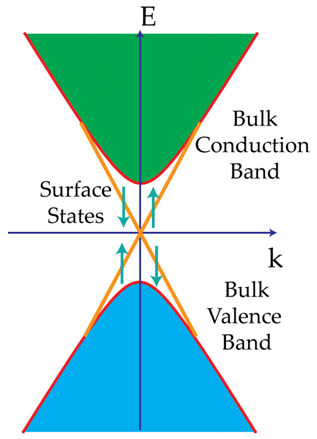 E
Bulk
Conduction
Band
Surface
States
k
Bulk
Valence
Band